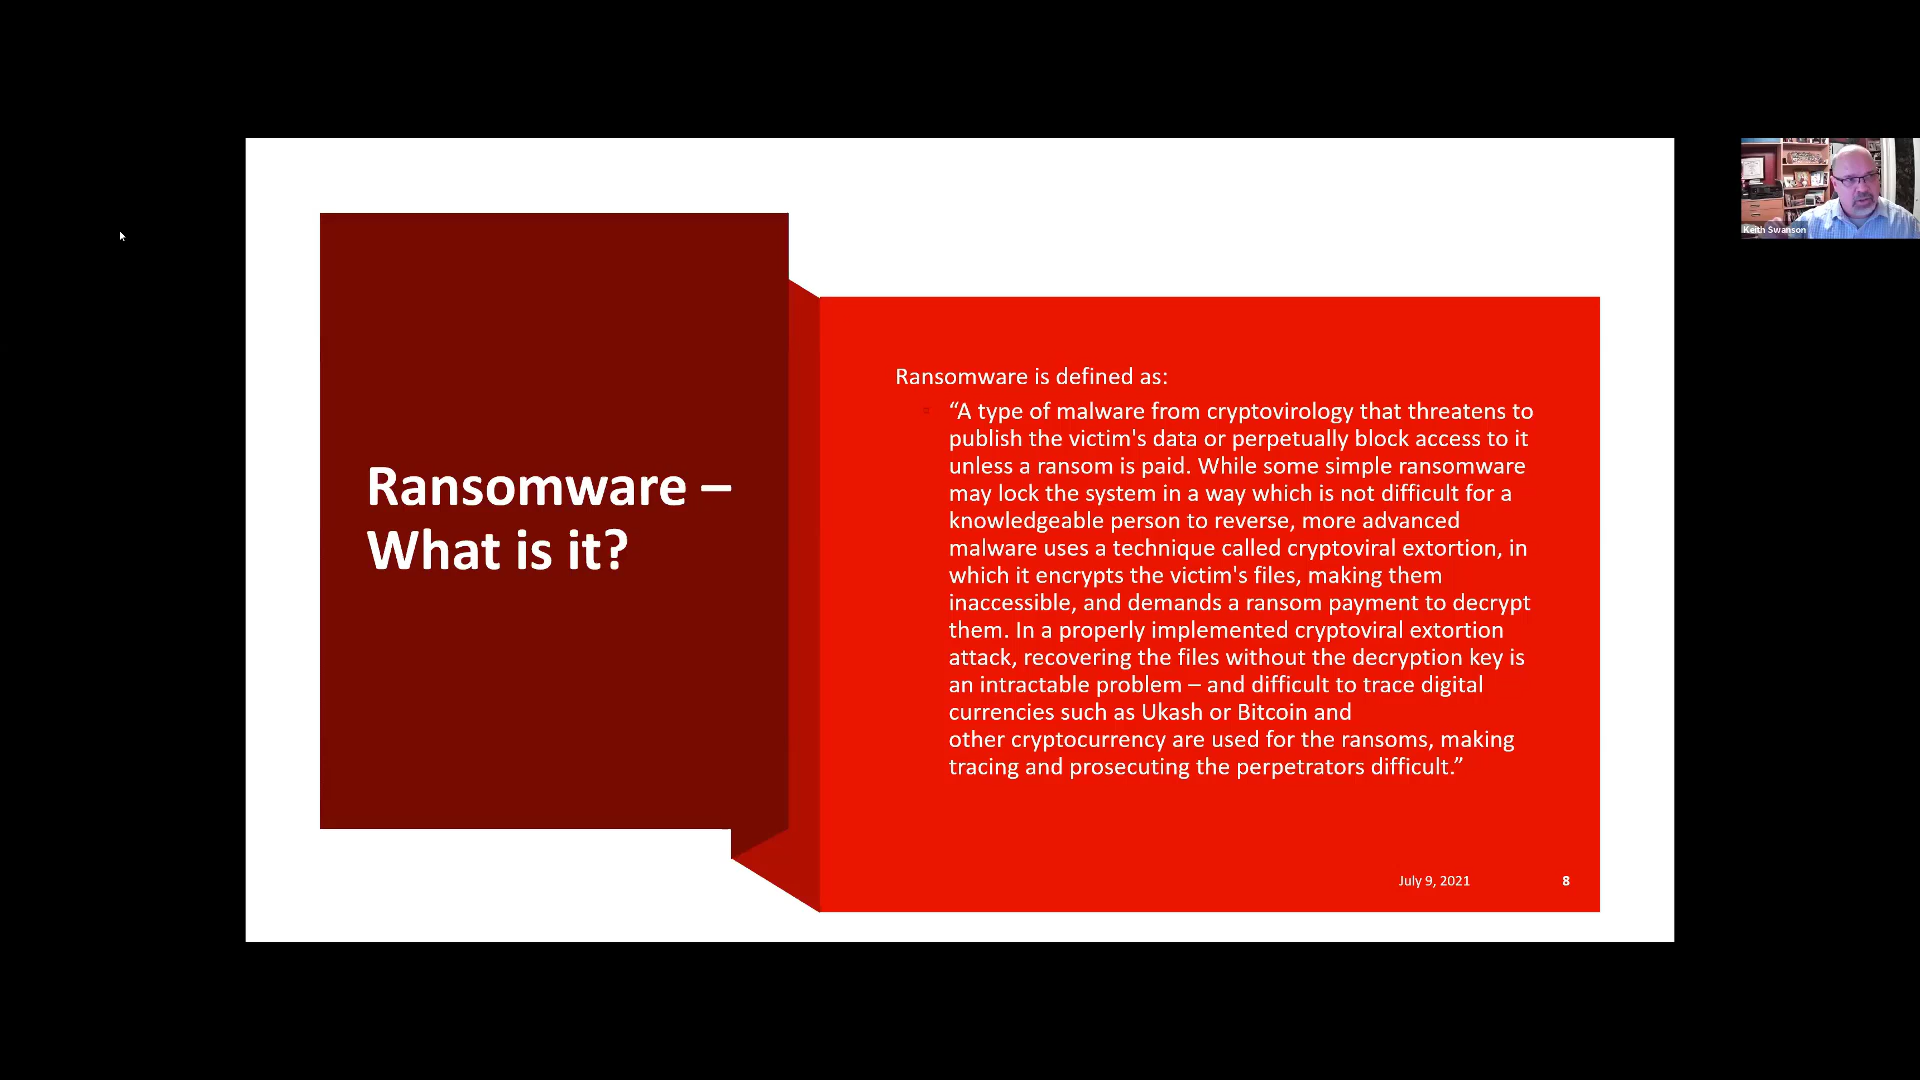 Ransomware –
What is it?
Ransomware is defined as:
“A type of malware from cryptovirology that threatens to
publish the victim's data or perpetually block access to it
unless a ransom is paid. While some simple ransomware
may lock the system in a way which is not difficult for a
knowledgeable person to reverse, more advanced
malware uses a technique called cryptoviral extortion, in
which it encrypts the victim's files, making them
inaccessible, and demands a ransom payment to decrypt
them. In a properly implemented cryptoviral extortion
attack, recovering the files without the decryption key is
an intractable problem – and difficult to trace digital
currencies such as Ukash or Bitcoin and
other cryptocurrency are used for the ransoms, making
tracing and prosecuting the perpetrators difficult.”
July 9, 2021 8
Keith Swanson